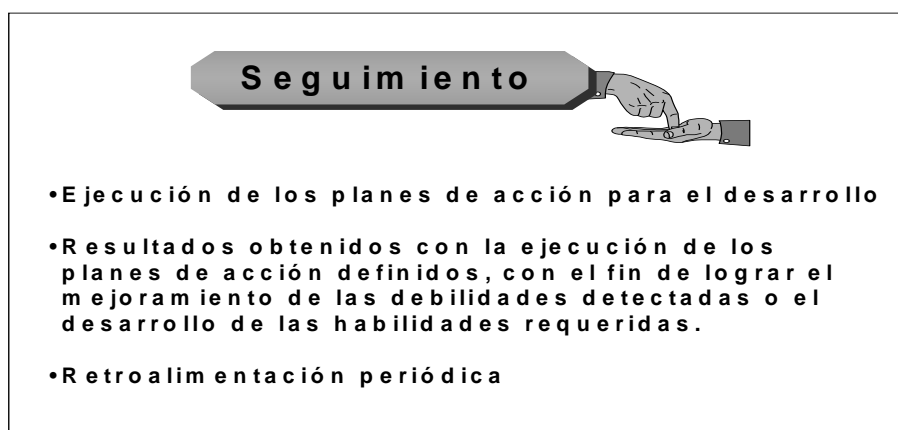 Seguimiento
•Ejecución de los planes de acción para el desarrollo
•Resultados obtenidos con la ejecución de los
planes de acción definidos, con el fin de lograr el
mejoramiento de las debilidades detectadas o el
desarrollo de las habilidades requeridas.
•Retroalimentación periódica